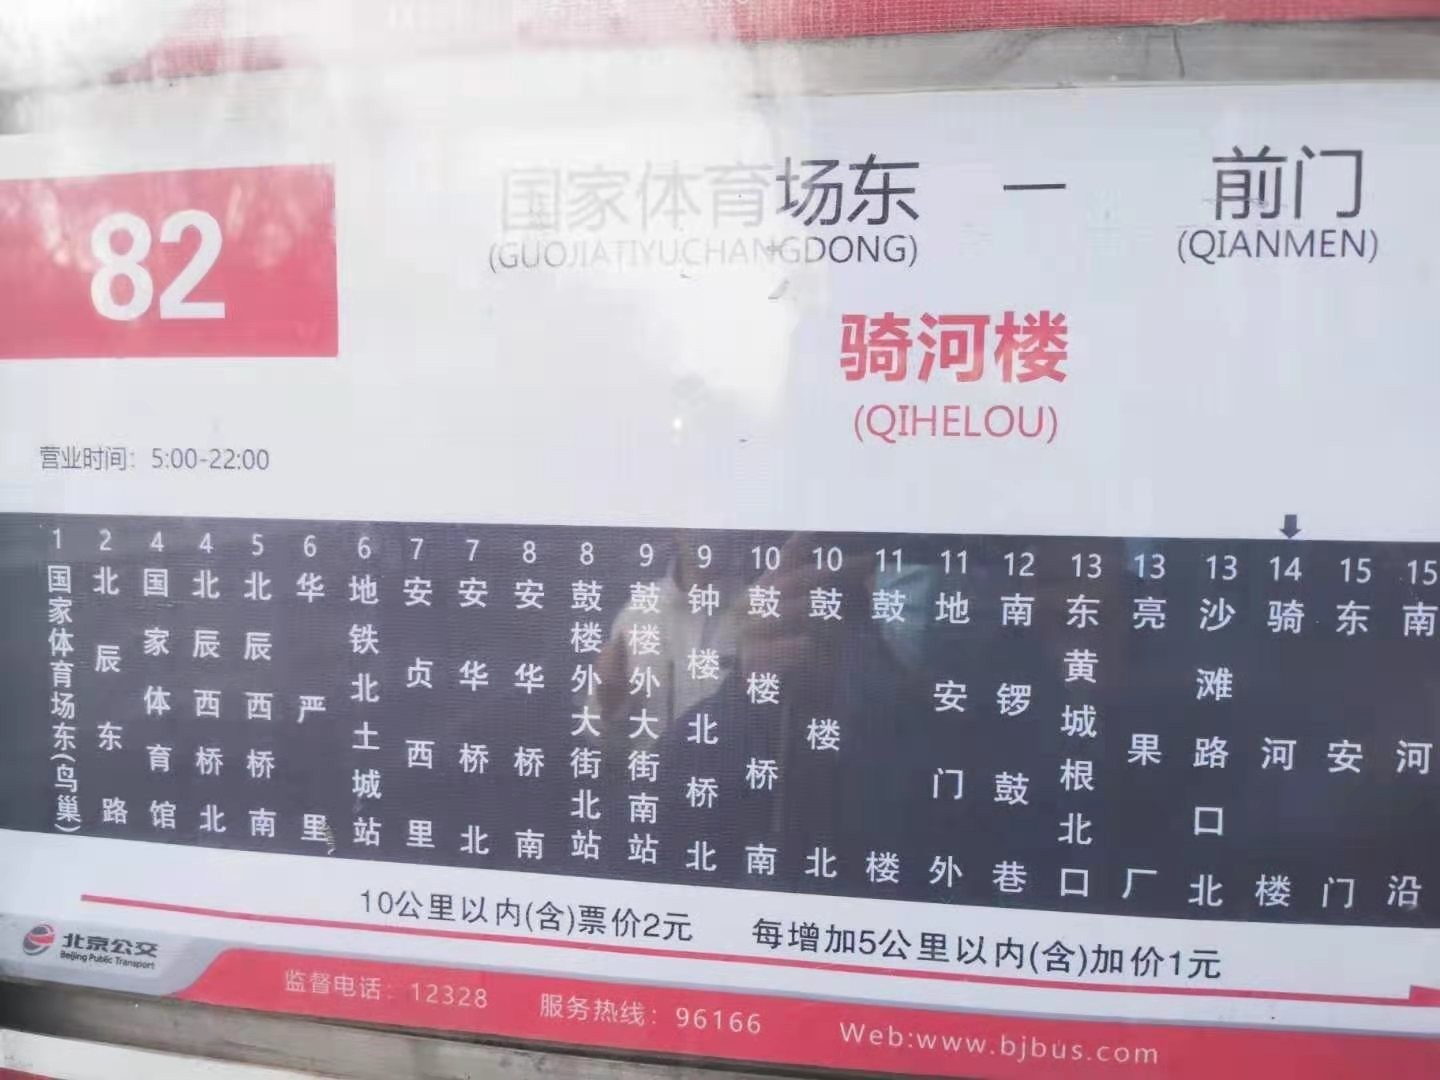 82
国家体育场东 — 前门
(GUOJIATIYUCHANGDONG) (QIANMEN)
骑河楼
(QIHELOU)
营业时间：5:00-22:00
1 国家体育场东(鸟巢)
2 北辰东路
4 国家体育馆
4 北辰西桥北
5 北辰西桥南
6 华严里
6 地铁北土城站
7 安贞西里
7 安华桥北
8 安华桥南
8 鼓楼外大街北站
9 鼓楼外大街南站
9 钟楼北桥北
10 鼓楼桥南
10 鼓楼北
11 鼓楼
11 地安门外
12 南锣鼓巷
13 东黄城根北口
13 亮果厂
13 沙滩路口北
14 骑河楼
15 东安门
15 南河沿
10公里以内(含)票价2元 每增加5公里以内(含)加价1元
北京公交
Beijing Public Transport
监督电话：12328 服务热线：96166 Web:www.bjbus.com